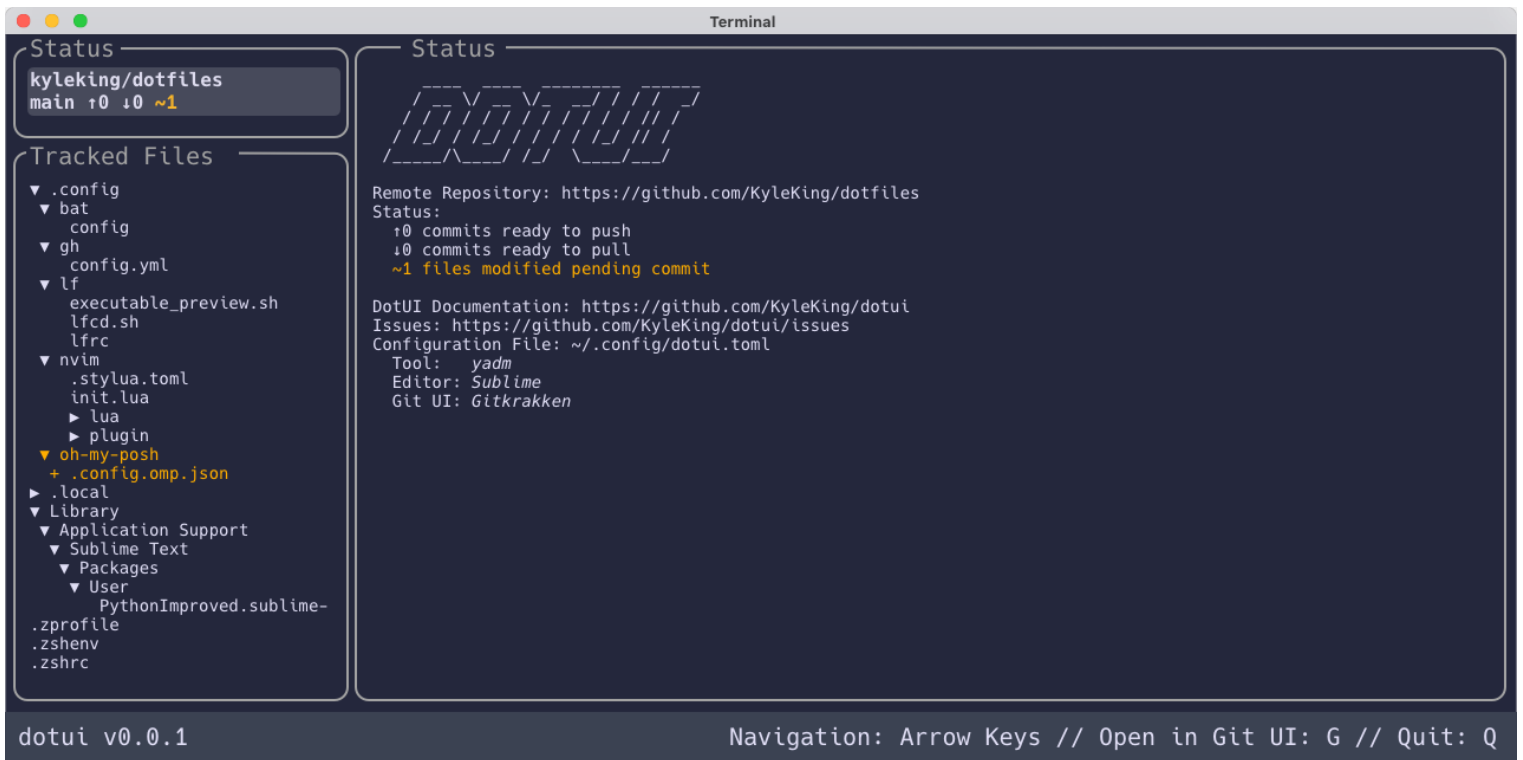 Terminal
Status
kyleking/dotfiles
main ↑0 ↓0 ~1
Tracked Files
▼ .config
▼ bat
config
▼ gh
config.yml
▼ lf
executable_preview.sh
lfcd.sh
lfrc
▼ nvim
.stylua.toml
init.lua
▶ lua
▶ plugin
▼ oh-my-posh
+ .config.omp.json
▶ .local
▼ Library
▼ Application Support
▼ Sublime Text
▼ Packages
▼ User
PythonImproved.sublime-
.zprofile
.zshenv
.zshrc
Status
DOTUI
Remote Repository: https://github.com/KyleKing/dotfiles
Status:
↑0 commits ready to push
↓0 commits ready to pull
~1 files modified pending commit
DotUI Documentation: https://github.com/KyleKing/dotui
Issues: https://github.com/KyleKing/dotui/issues
Configuration File: ~/.config/dotui.toml
Tool: yadm
Editor: Sublime
Git UI: Gitkrakken
dotui v0.0.1
Navigation: Arrow Keys // Open in Git UI: G // Quit: Q